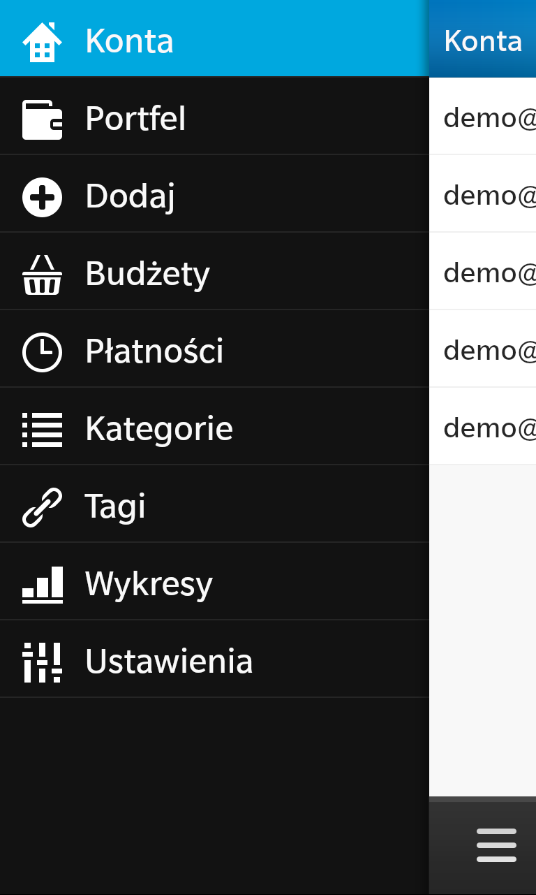 Konta
Portfel
Dodaj
Budżety
Płatności
Kategorie
Tagi
Wykresy
Ustawienia
Konta
demo@
demo@
demo@
demo@
demo@